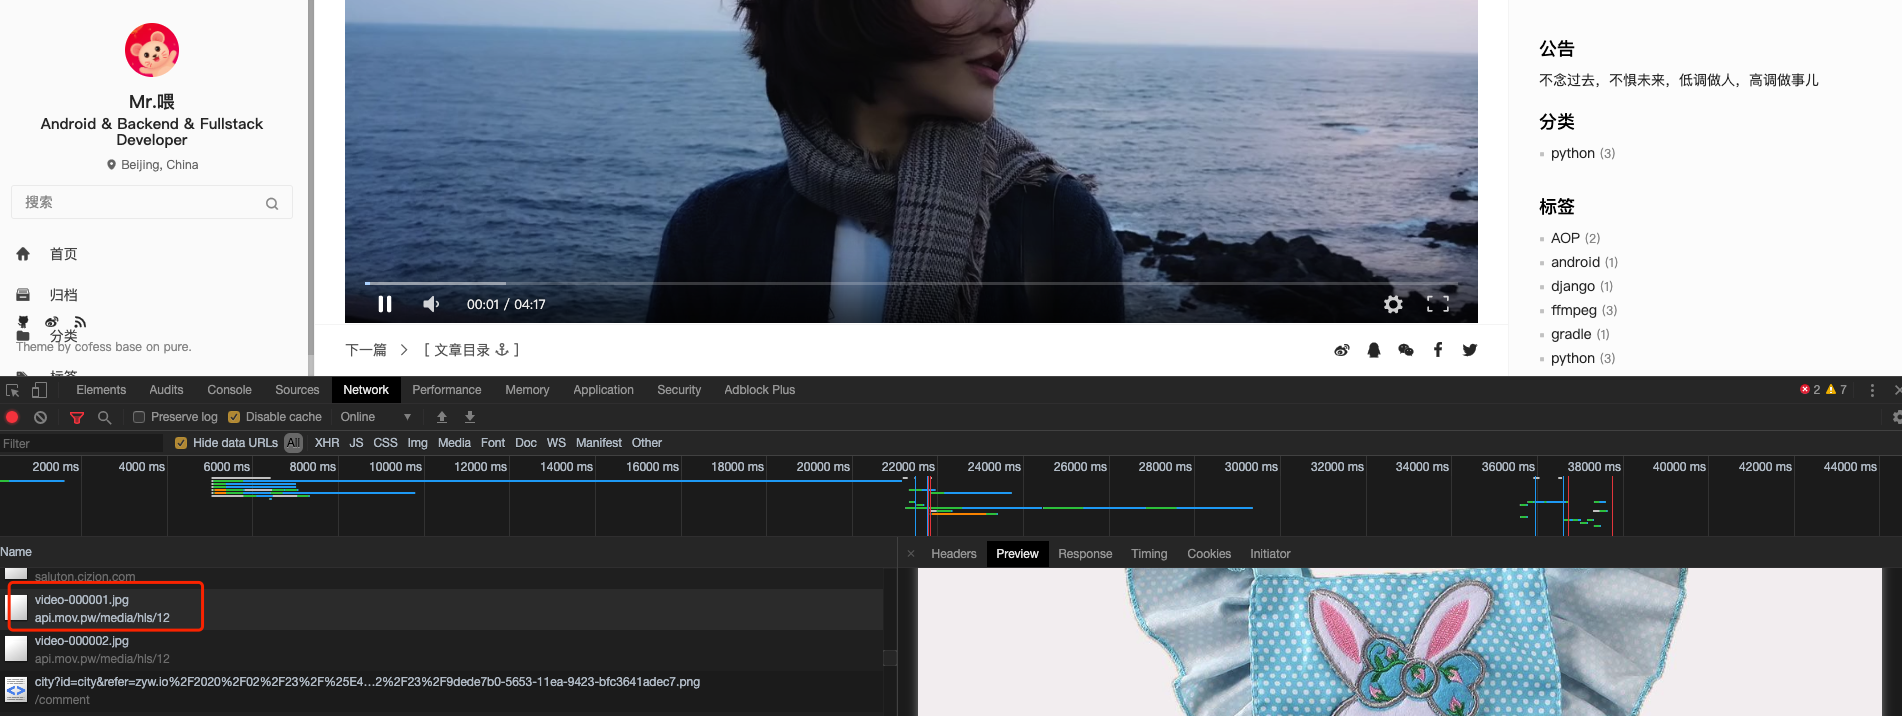 Mr.喂
Android & Backend & Fullstack
Developer
Beijing, China
搜索
首页
归档
分类
Theme by cofess base on pure.
标签
00:01 / 04:17
下一篇 > [ 文章目录 ]
公告
不念过去，不惧未来，低调做人，高调做事儿
分类
python (3)
标签
AOP (2)
android (1)
django (1)
ffmpeg (3)
gradle (1)
python (3)
Elements Audits Console Sources Network Performance Memory Application Security Adblock Plus 2 7
Preserve log Disable cache Online
Filter Hide data URLs All XHR JS CSS Img Media Font Doc WS Manifest Other
2000 ms 4000 ms 6000 ms 8000 ms 10000 ms 12000 ms 14000 ms 16000 ms 18000 ms 20000 ms 22000 ms 24000 ms 26000 ms 28000 ms 30000 ms 32000 ms 34000 ms 36000 ms 38000 ms 40000 ms 42000 ms 44000 ms
Name
saluton.cizion.com
video-000001.jpg
api.mov.pw/media/hls/12
video-000002.jpg
api.mov.pw/media/hls/12
city?id=city&refer=zyw.io%2F2020%2F02%2F23%2F%25E4...2%2F23%2F9dede7b0-5653-11ea-9423-bfc3641adec7.png
/comment
× Headers Preview Response Timing Cookies Initiator